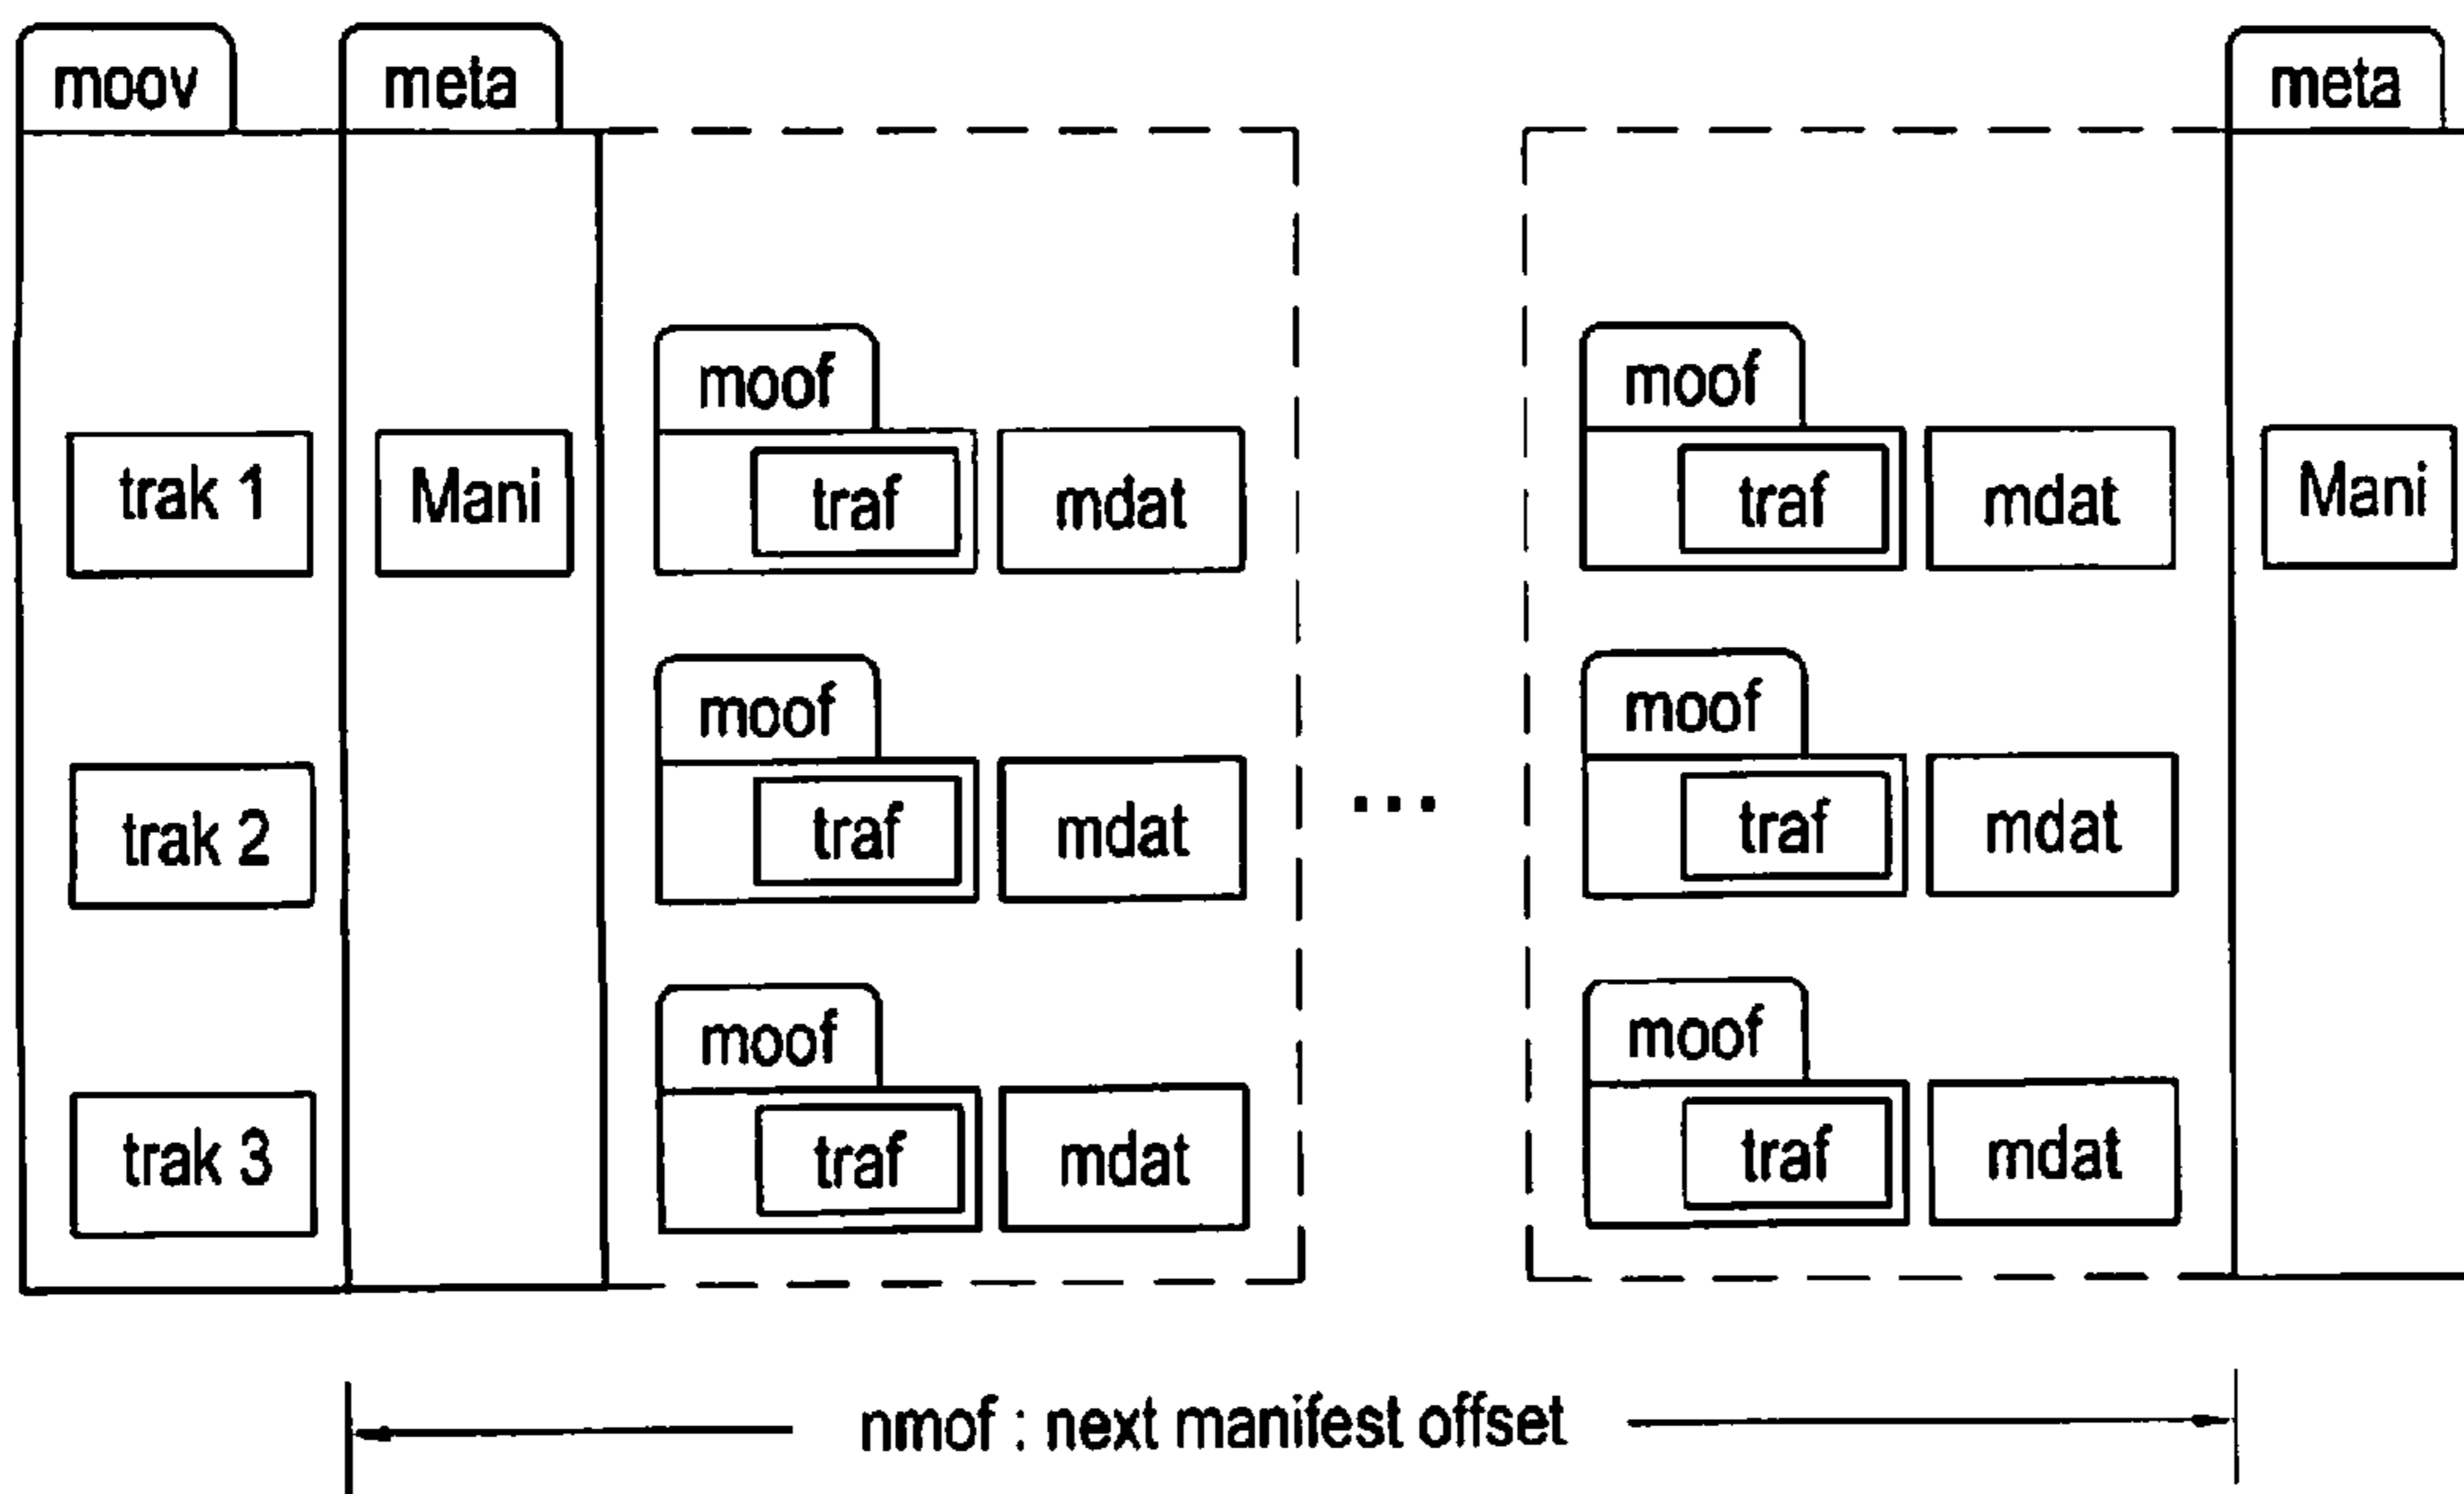 moov meta meta
moof moof
trak 1 Mani traf mdat traf mdat Mani
moof moof
trak 2 traf mdat ... traf mdat
moof moof
trak 3 traf mdat traf mdat
nmof : next manifest offset